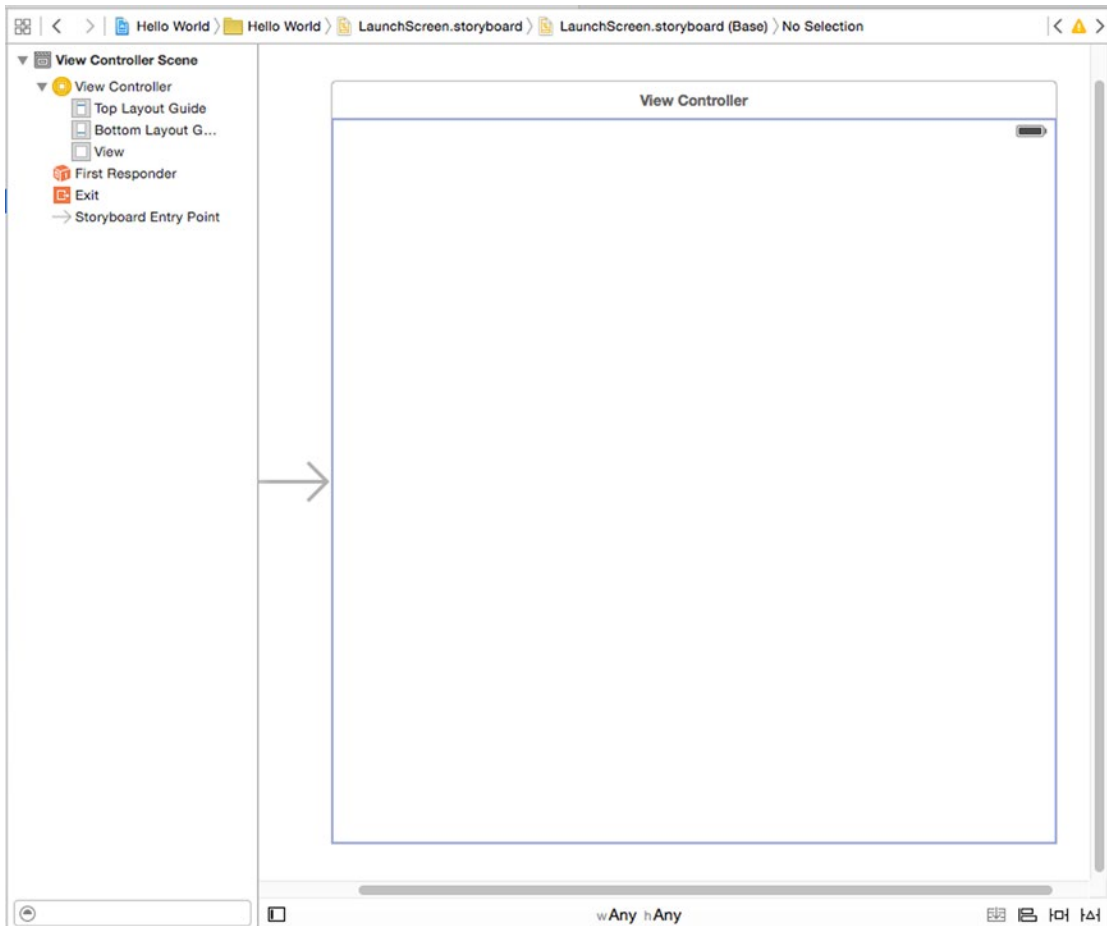 Hello World Hello World LaunchScreen.storyboard LaunchScreen.storyboard (Base) No Selection
View Controller Scene
View Controller
Top Layout Guide
Bottom Layout G...
View
First Responder
Exit
Storyboard Entry Point
View Controller
wAny hAny